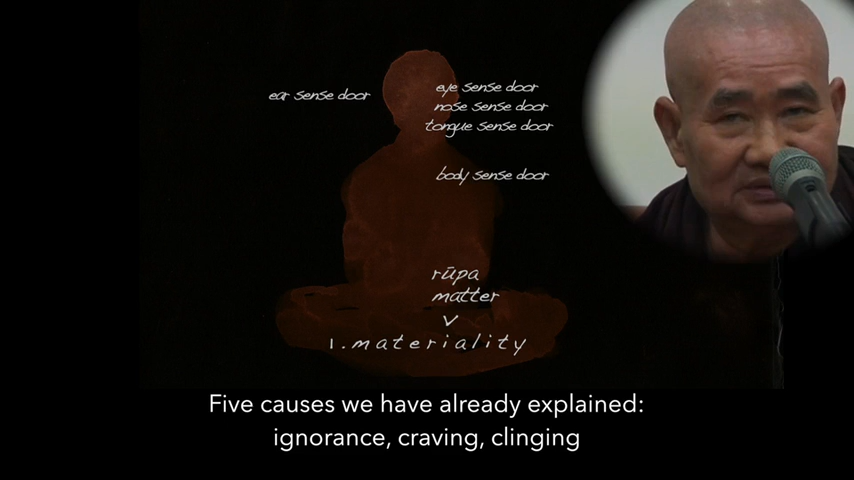 ear sense door
eye sense door
nose sense door
tongue sense door
body sense door
rūpa
matter
v
1.materiality
Five causes we have already explained:
ignorance, craving, clinging